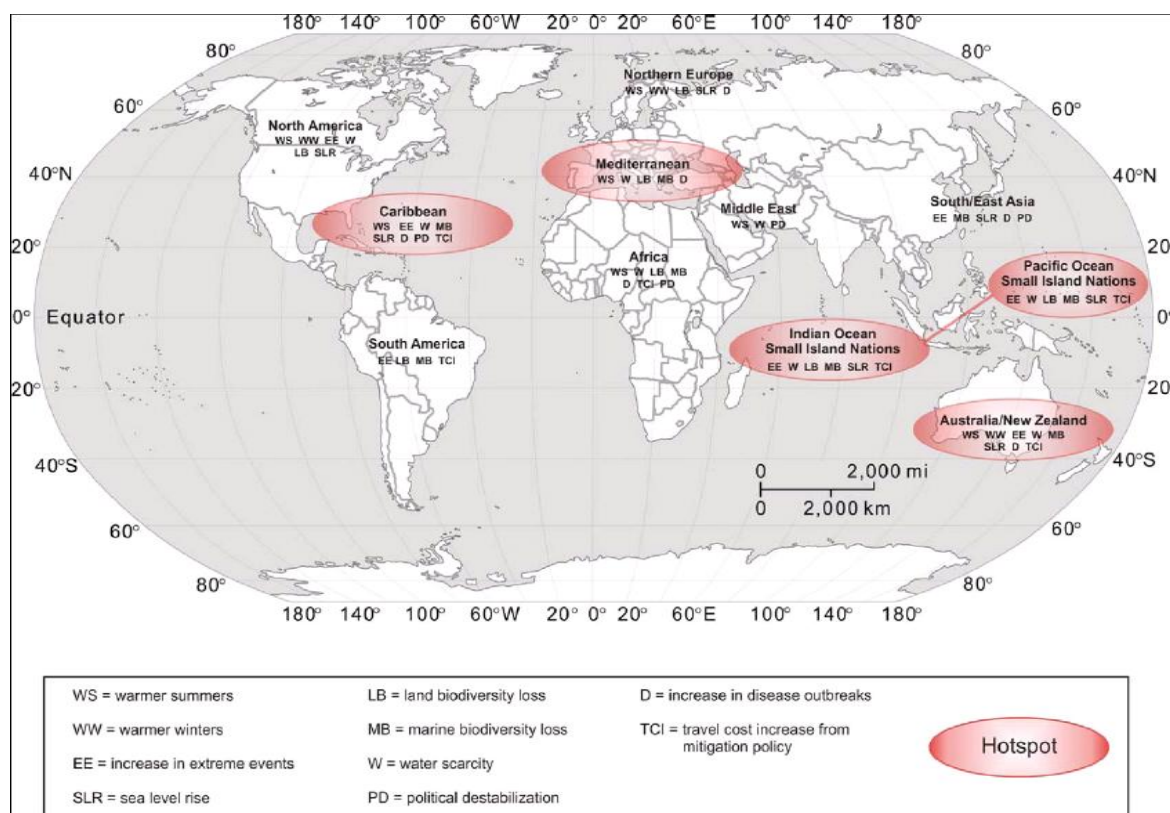 180° 140° 100° 60°W 20° 0° 20° 60°E 100° 140° 180°
80° 80°
Northern Europe
WS WW LB SLR D
60° 60°
North America
WS WW EE W
LB SLR
Mediterranean
WS W LB MB D
40°N 40°N
South/East Asia
EE MB SLR D PD
Middle East
WS W PD
Caribbean
WS EE W MB
SLR D PD TCI
20° 20°
Africa
WS W LB MB
D TCI PD
Pacific Ocean
Small Island Nations
EE W LB MB SLR TCI
Equator 0° 0°
Indian Ocean
Small Island Nations
EE W LB MB SLR TCI
South America
EE LB MB TCI
20° 20°
Australia/New Zealand
WS WW EE W MB
SLR D TCI
40°S 40°S
0 2,000 mi
0 2,000 km
60° 60°
80° 80°
180° 140° 100° 60W 20° 0° 20° 60E 100° 140° 180°
WS = warmer summers
WW = warmer winters
EE = increase in extreme events
SLR = sea level rise
LB = land biodiversity loss
MB = marine biodiversity loss
W = water scarcity
PD = political destabilization
D = increase in disease outbreaks
TCI = travel cost increase from
mitigation policy
Hotspot